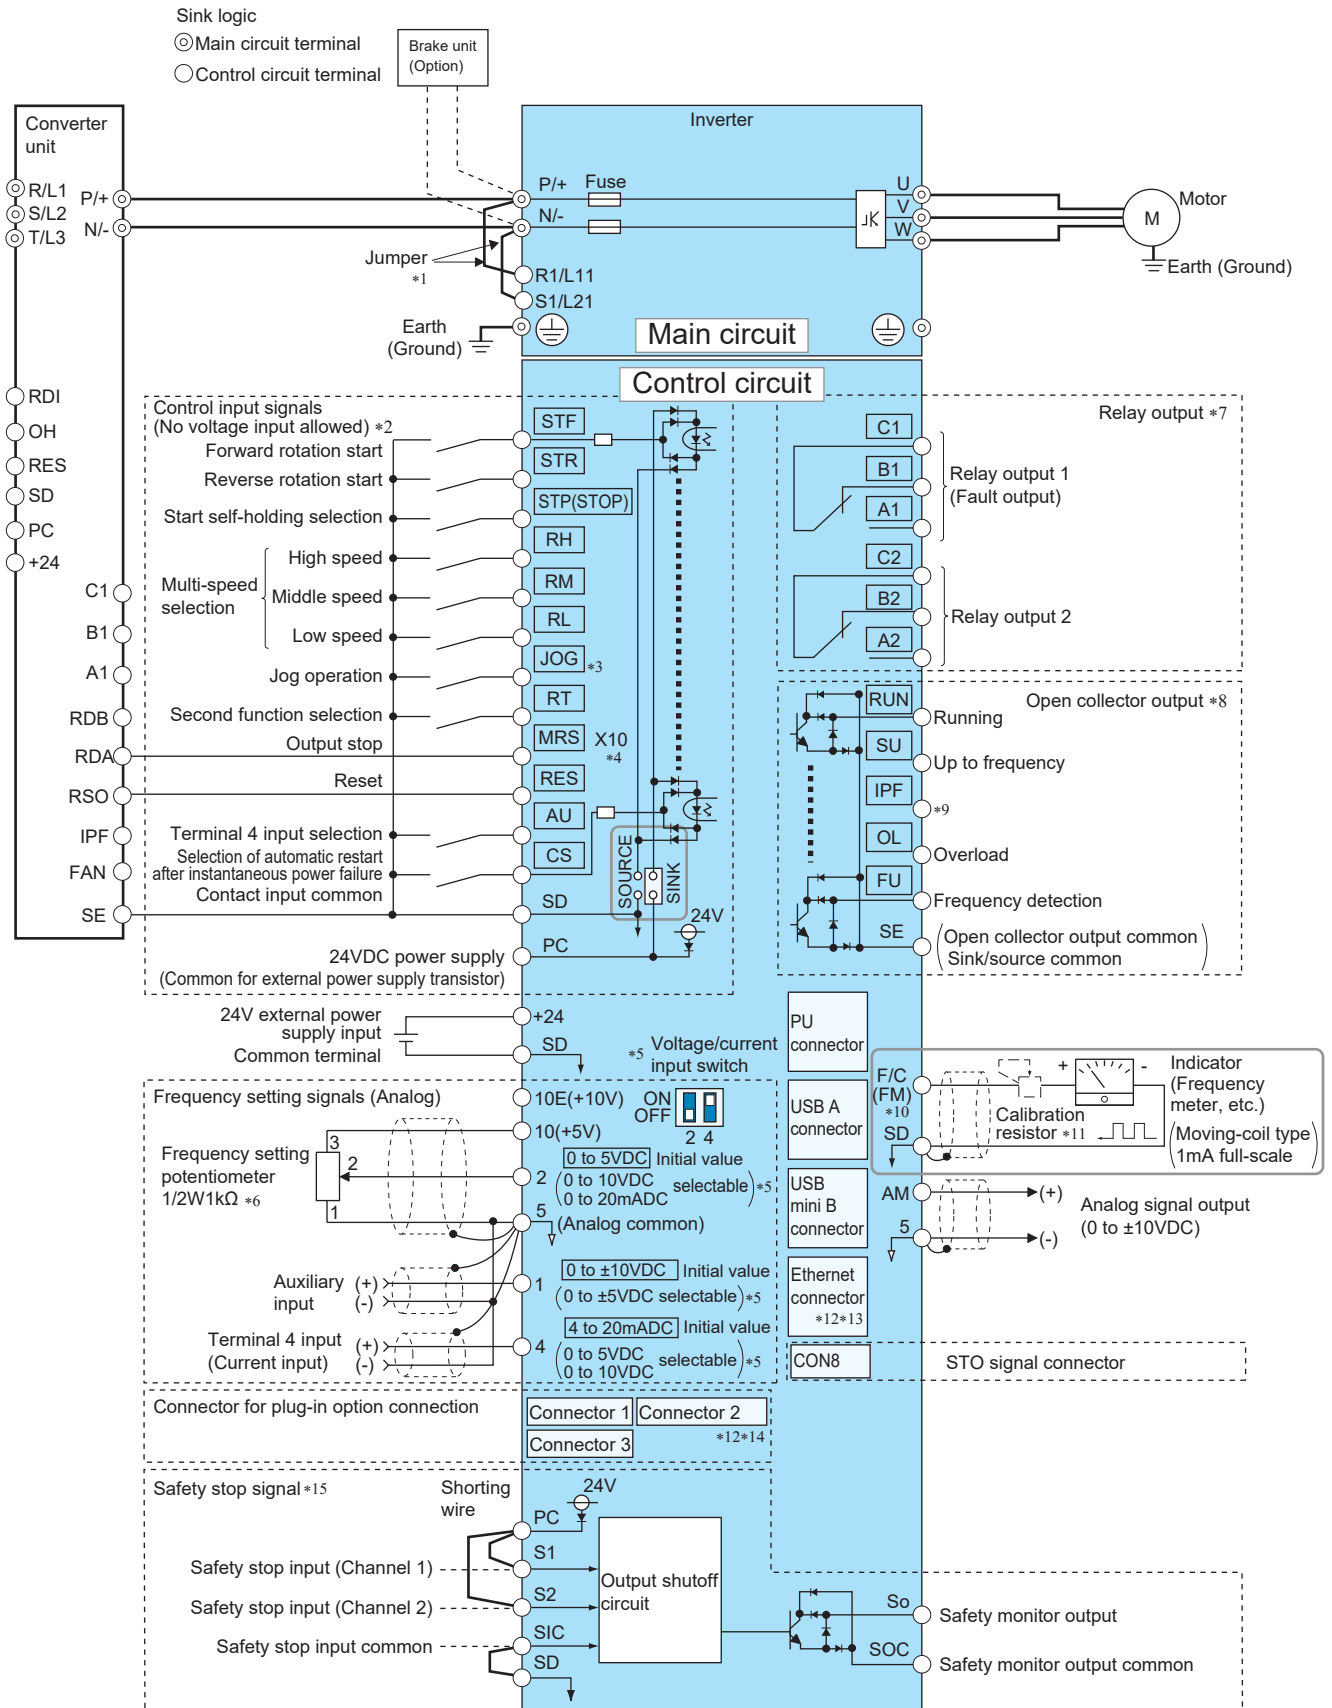 Sink logic
Main circuit terminal
Control circuit terminal
Brake unit
(Option)
Converter
unit
R/L1
S/L2
T/L3
P/+
N/-
Inverter
P/+
Fuse
N/-
U
V
W
M
Motor
Earth (Ground)
Jumper
*1
R1/L11
S1/L21
Earth
(Ground)
Main circuit
Control circuit
RDI
OH
RES
SD
PC
+24
C1
B1
A1
RDB
RDA
RSO
IPF
FAN
SE
Control input signals
(No voltage input allowed) *2
Forward rotation start
STF
Reverse rotation start
STR
Start self-holding selection
STP(STOP)
Multi-speed
selection
High speed
RH
Middle speed
RM
Low speed
RL
Jog operation
JOG *3
Second function selection
RT
Output stop
MRS X10
*4
Reset
RES
Terminal 4 input selection
AU
Selection of automatic restart
after instantaneous power failure
CS
Contact input common
SD
SOURCE
SINK
24V
24VDC power supply
(Common for external power supply transistor)
PC
24V external power
supply input
+24
Common terminal
SD
Relay output *7
C1
B1
A1
Relay output 1
(Fault output)
C2
B2
A2
Relay output 2
Open collector output *8
RUN
Running
SU
Up to frequency
IPF
*9
OL
Overload
FU
Frequency detection
SE
Open collector output common
Sink/source common
*5 Voltage/current
input switch
ON
OFF
2 4
PU
connector
USB A
connector
USB
mini B
connector
Ethernet
connector
*12*13
CON8
STO signal connector
F/C
(FM)
*10
SD
+ -
Calibration
resistor *11
Indicator
(Frequency
meter, etc.)
(Moving-coil type
1mA full-scale)
AM
(+)
5
(-)
Analog signal output
(0 to ±10VDC)
Frequency setting signals (Analog)
10E(+10V)
10(+5V)
Frequency setting
potentiometer
1/2W1kΩ *6
3
2
1
2
0 to 5VDC Initial value
(0 to 10VDC
0 to 20mADC selectable)*5
5
(Analog common)
Auxiliary
input
(+)
(-)
1
0 to ±10VDC Initial value
(0 to ±5VDC selectable)*5
Terminal 4 input
(Current input)
(+)
(-)
4
4 to 20mADC Initial value
(0 to 5VDC
0 to 10VDC selectable)*5
Connector for plug-in option connection
Connector 1
Connector 2
Connector 3
*12*14
Safety stop signal *15
Shorting
wire
24V
PC
Safety stop input (Channel 1)
S1
Safety stop input (Channel 2)
S2
Safety stop input common
SIC
SD
Output shutoff
circuit
So
Safety monitor output
SOC
Safety monitor output common